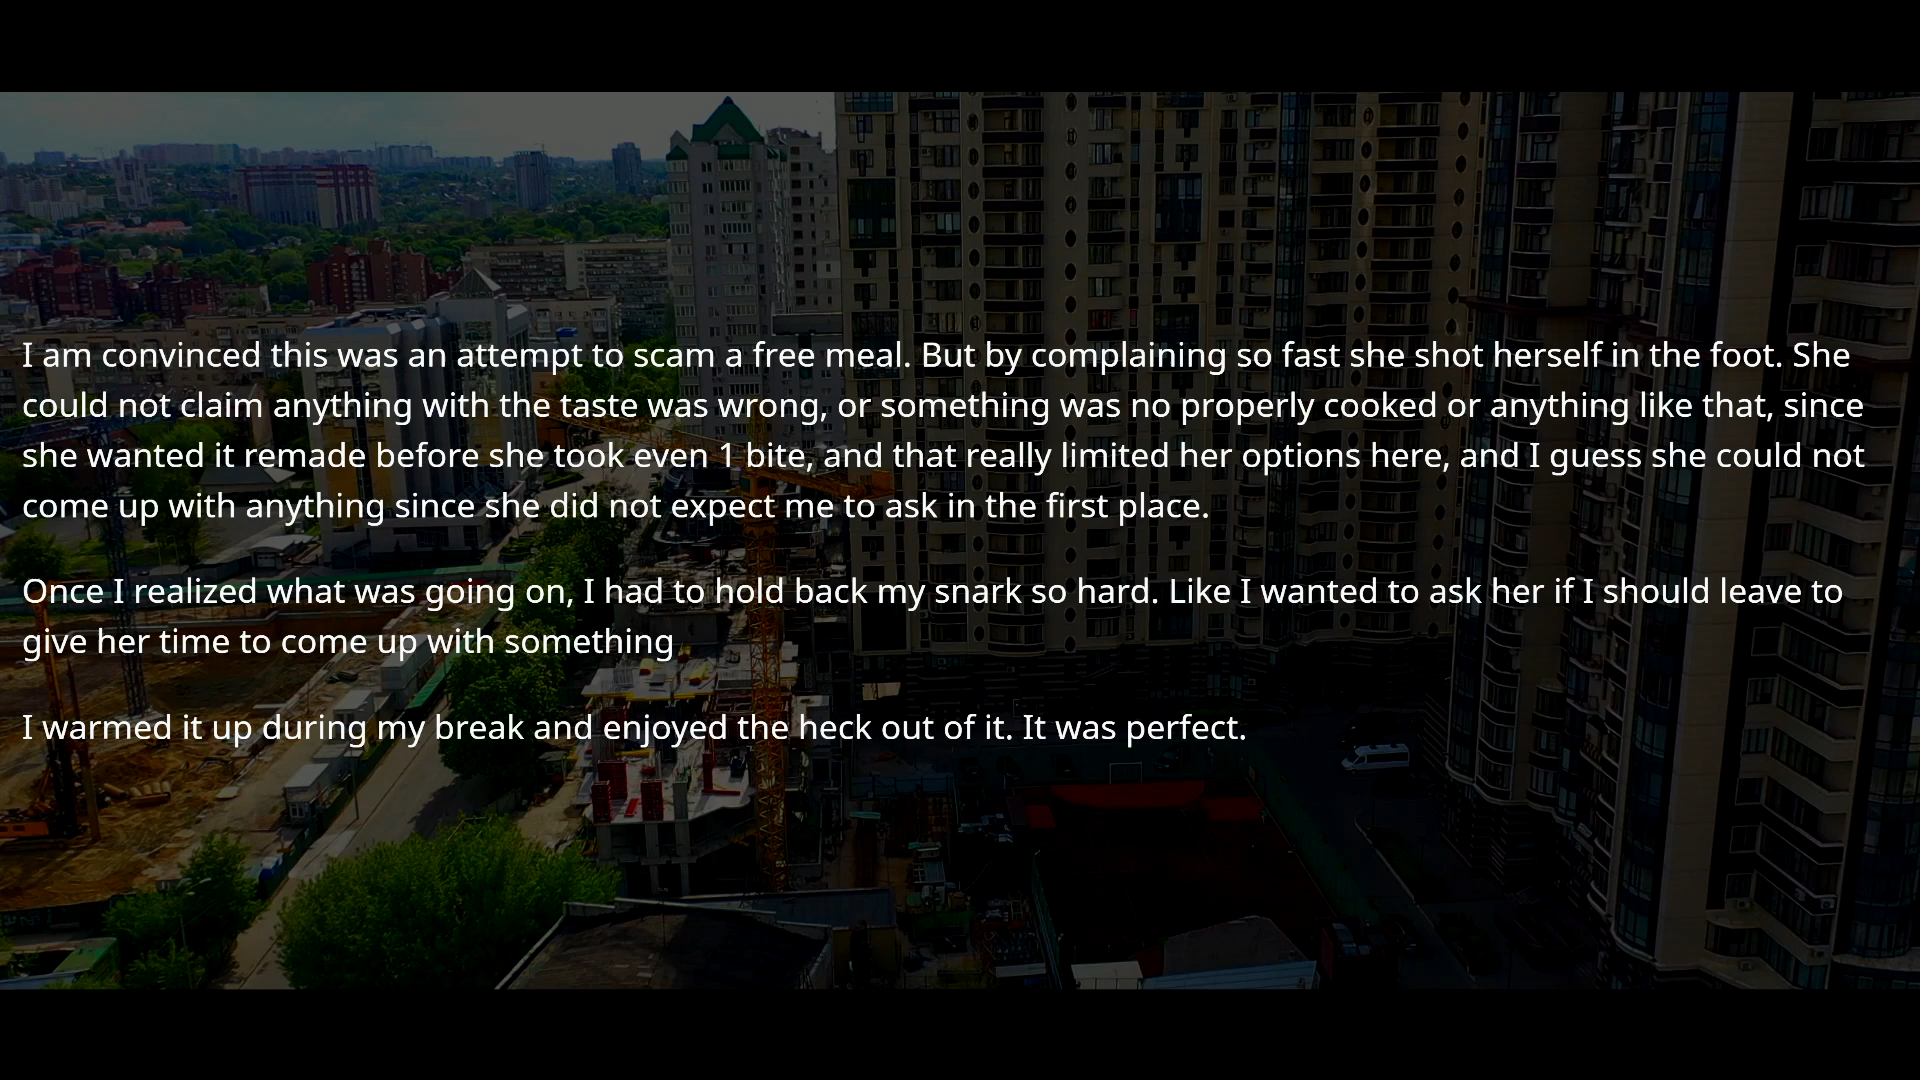 I am convinced this was an attempt to scam a free meal. But by complaining so fast she shot herself in the foot. She
could not claim anything with the taste was wrong, or something was no properly cooked or anything like that, since
she wanted it remade before she took even 1 bite, and that really limited her options here, and I guess she could not
come up with anything since she did not expect me to ask in the first place.
Once I realized what was going on, I had to hold back my snark so hard. Like I wanted to ask her if I should leave to
give her time to come up with something
I warmed it up during my break and enjoyed the heck out of it. It was perfect.